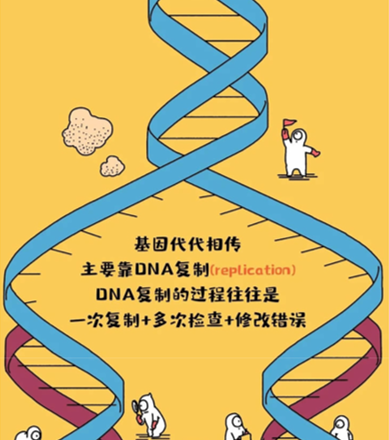 基因代代相传
主要靠DNA复制(replication)
DNA复制的过程往往是
一次复制+多次检查+修改错误